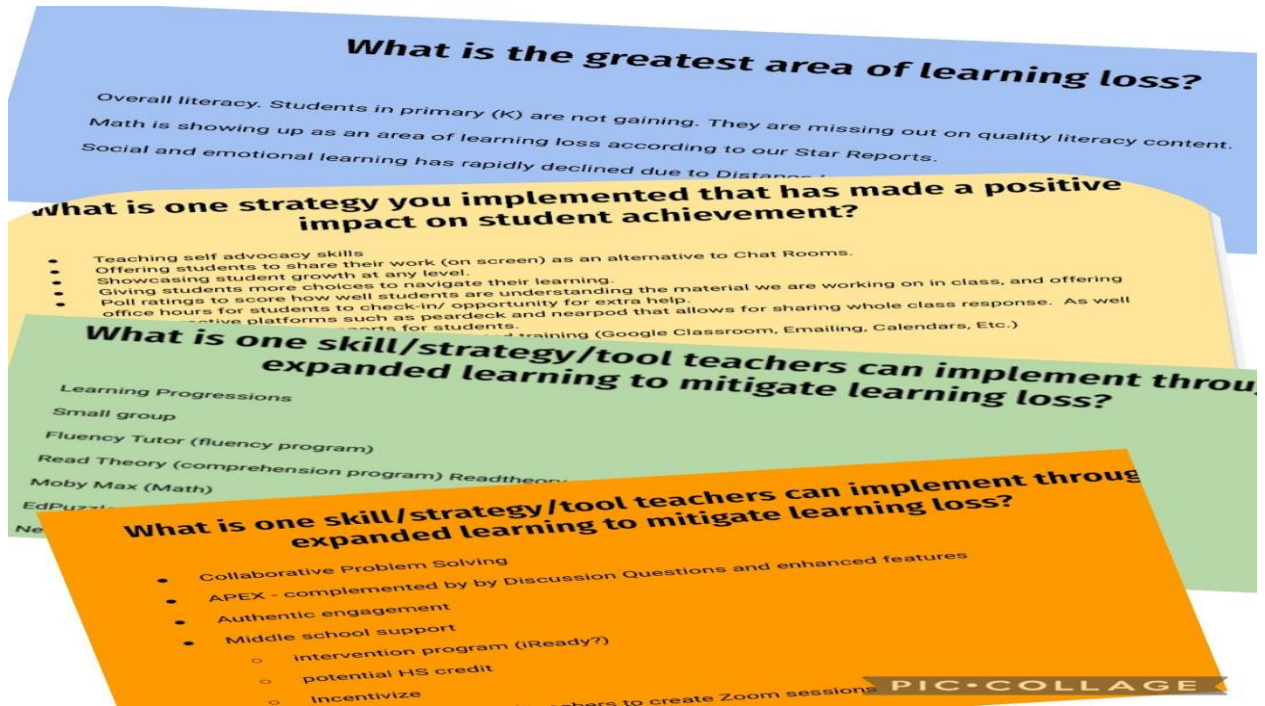 What is the greatest area of learning loss?
Overall literacy. Students in primary (K) are not gaining. They are missing out on quality literacy content.
Math is showing up as an area of learning loss according to our Star Reports.
Social and emotional learning has rapidly declined due to Distance
What is one strategy you implemented that has made a positive
impact on student achievement?
Teaching self advocacy skills
Offering students to share their work (on screen) as an alternative to Chat Rooms.
Showcasing student growth at any level.
Giving students more choices to navigate their learning.
Poll ratings to score how well students are understanding the material we are working on in class, and offering
office hours for students to check-in/ opportunity for extra help.
platforms such as peardeck and nearpod that allows for sharing whole class response. As well
for students.
training (Google Classroom, Emailing, Calendars, Etc.)
What is one skill/strategy/tool teachers can implement throu
expanded learning to mitigate learning loss?
Learning Progressions
Small group
Fluency Tutor (fluency program)
Read Theory (comprehension program) Readtheory
Moby Max (Math)
EdPuzzle
Ne
What is one skill/strategy/tool teachers can implement throug
expanded learning to mitigate learning loss?
Collaborative Problem Solving
APEX - complemented by by Discussion Questions and enhanced features
Authentic engagement
Middle school support
intervention program (iReady?)
potential HS credit
Incentivize
to create Zoom sessions
PIC•COLLAGE